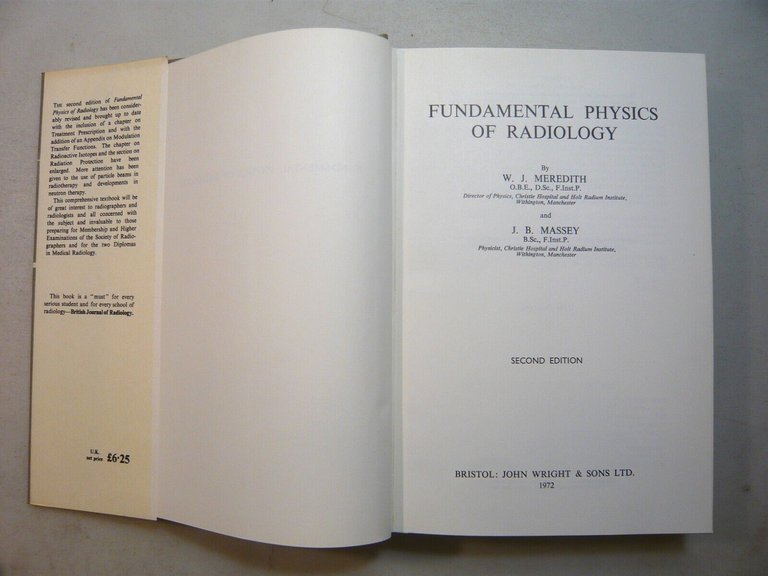 THE second edition of Fundamental
Physics of Radiology has been consider-
ably revised and brought up to date
with the inclusion of a chapter on
Treatment Prescription and with the
addition of an Appendix on Modulation
Transfer Functions. The chapter on
Radioactive Isotopes and the section on
Radiation Protection have been
enlarged. More attention has been
given to the use of particle beams in
radiotherapy and developments in
neutron therapy.
This comprehensive textbook will be
of great interest to radiographers and
radiologists and all concerned with
the subject and invaluable to those
preparing for Membership and Higher
Examinations of the Society of Radio-
graphers and for the two Diplomas
in Medical Radiology.
This book is a "must" for every
serious student and for every school of
radiology—British Journal of Radiology.
U.K.
net price £6·25
FUNDAMENTAL PHYSICS
OF RADIOLOGY
By
W. J. MEREDITH
O.B.E., D.Sc., F.Inst.P.
Director of Physics, Christie Hospital and Holt Radium Institute,
Withington, Manchester
and
J. B. MASSEY
B.Sc., F.Inst.P.
Physicist, Christie Hospital and Holt Radium Institute,
Withington, Manchester
SECOND EDITION
BRISTOL: JOHN WRIGHT & SONS LTD.
1972